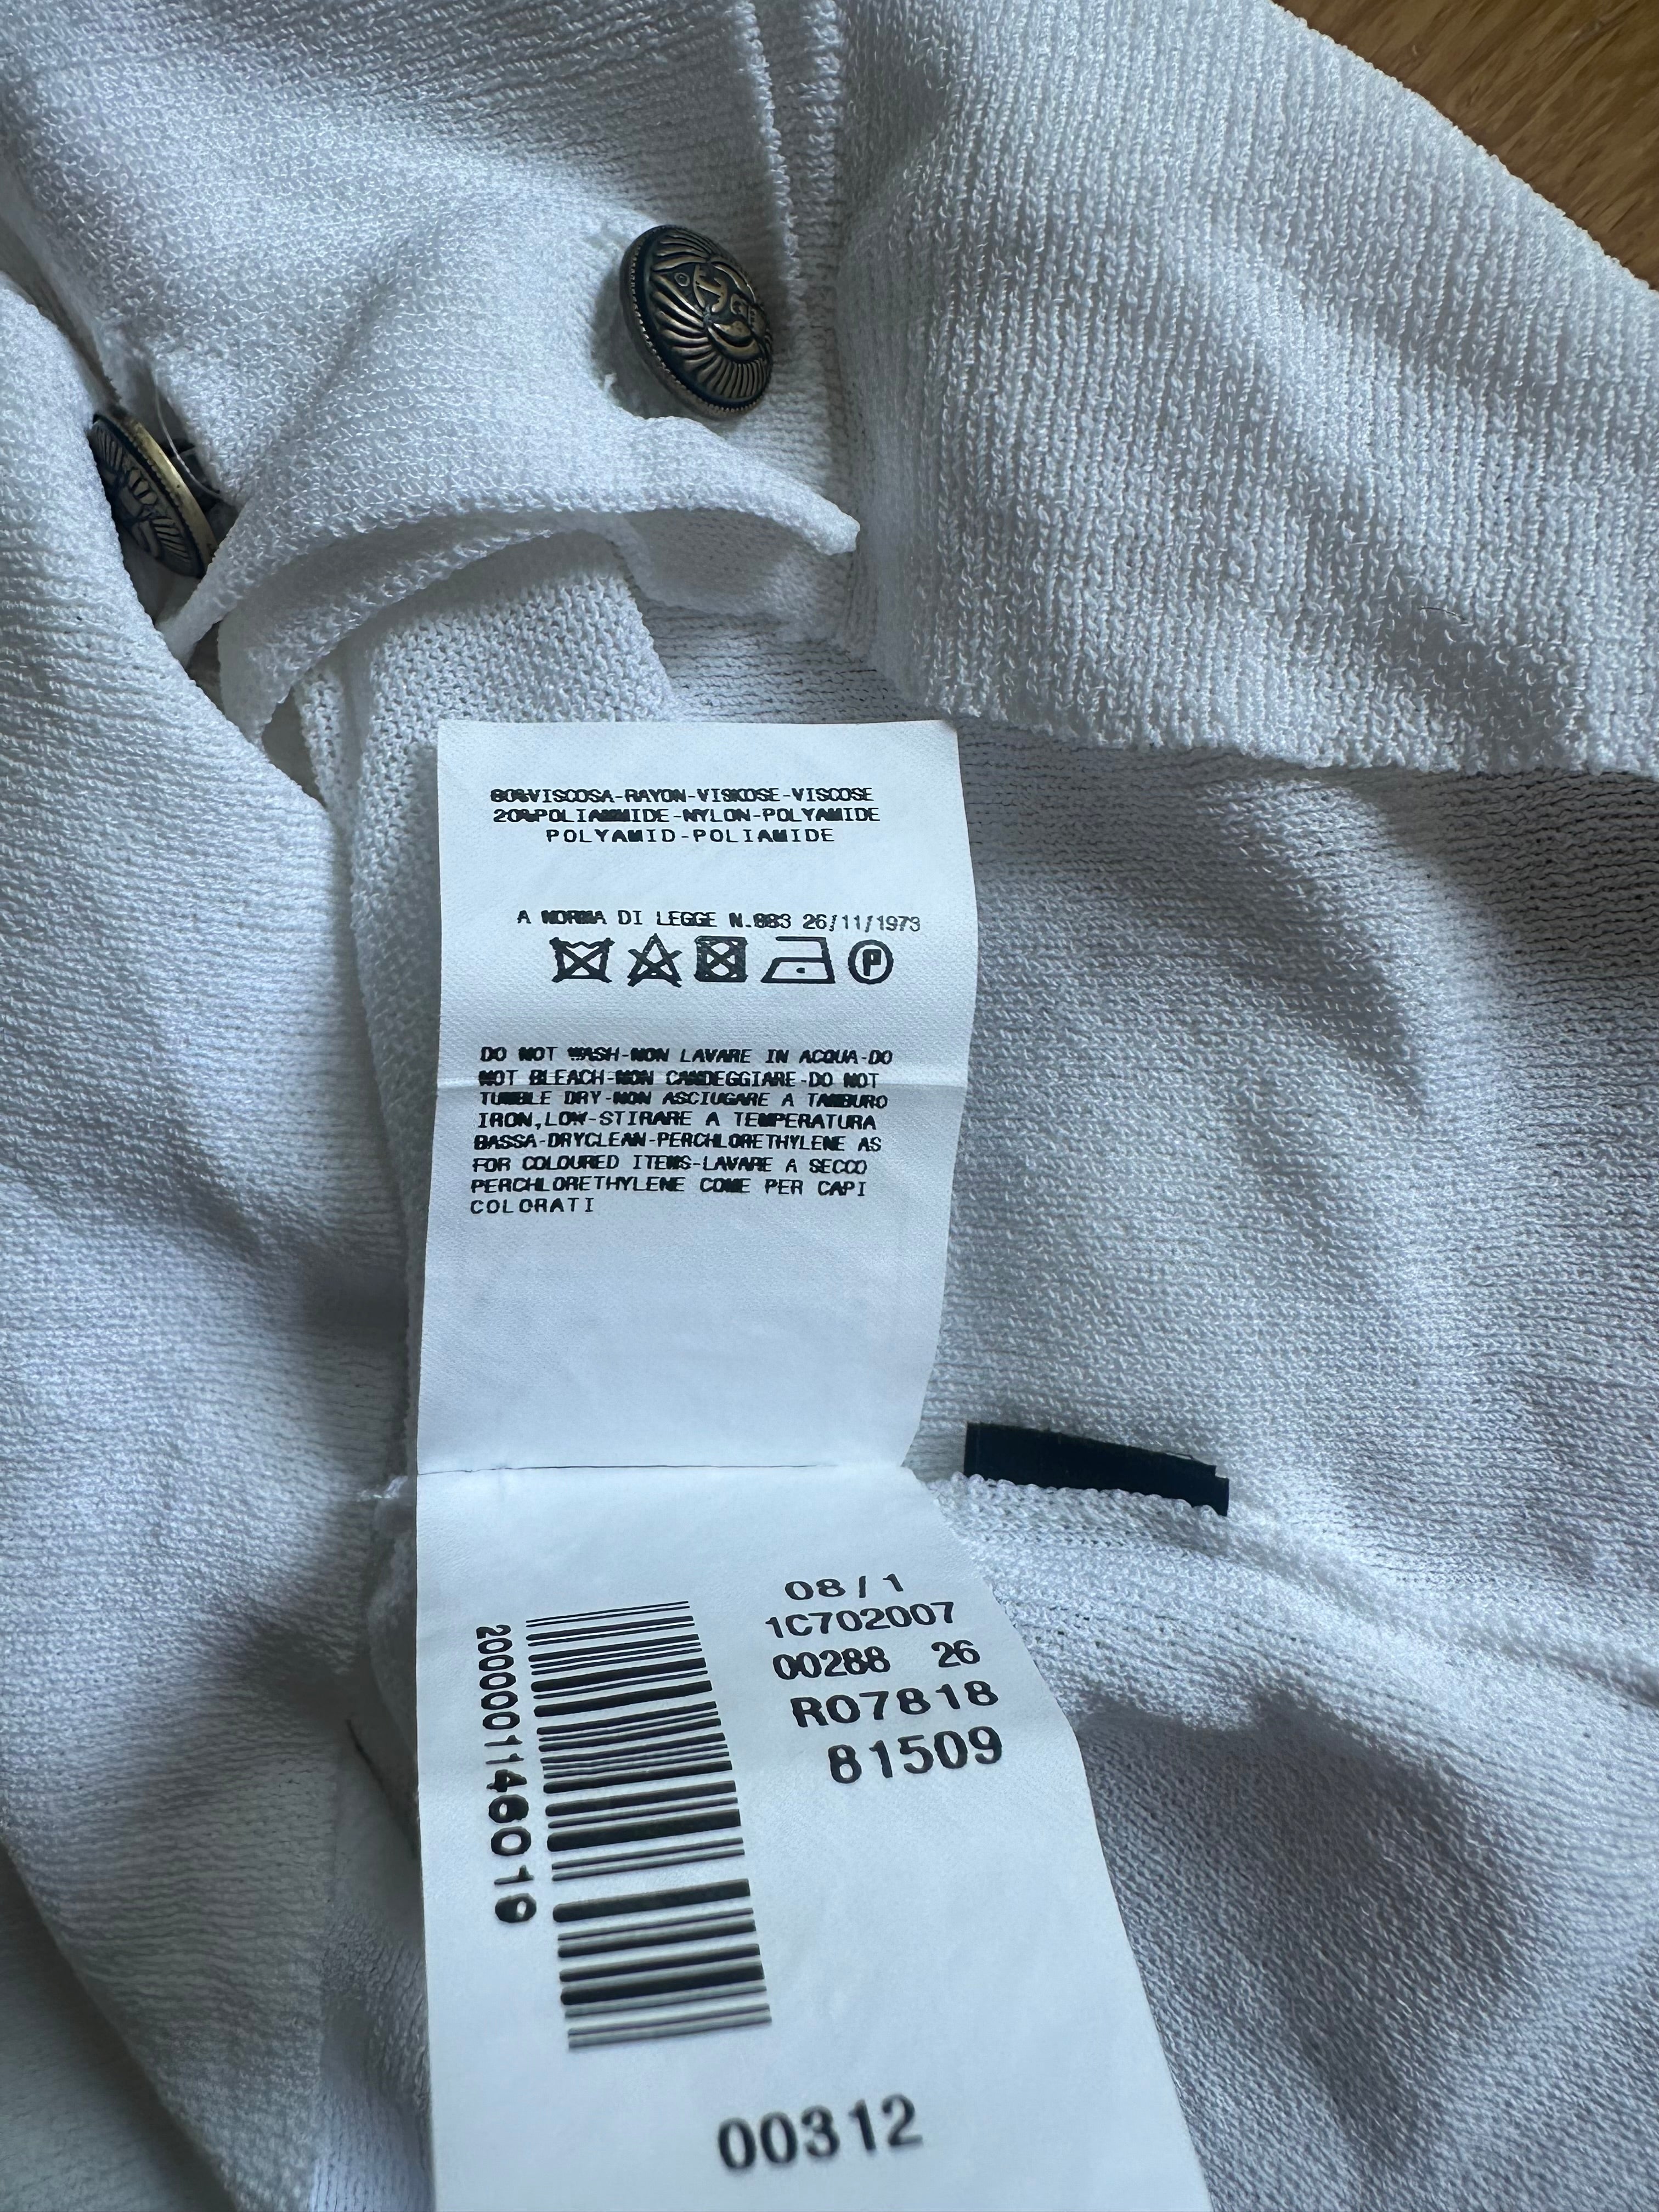 80%VISCOSA-RAYON-VISKOSE-VISCOSE
20%POLIAMMIDE-NYLON-POLYAMIDE
POLYAMID-POLIAMIDE
A NORMA DI LEGGE N.883 26/11/1973
P
DO NOT WASH-NON LAVARE IN ACQUA-DO
NOT BLEACH-NON CANDEGGIARE-DO NOT
TUMBLE DRY-NON ASCIUGARE A TAMBURO
IRON,LOW-STIRARE A TEMPERATURA
BASSA-DRYCLEAN-PERCHLORETHYLENE AS
FOR COLOURED ITEMS-LAVARE A SECCO
PERCHLORETHYLENE COME PER CAPI
COLORATI
08/1
1C702007
00288 26
R07818
81509
2000001146019
00312